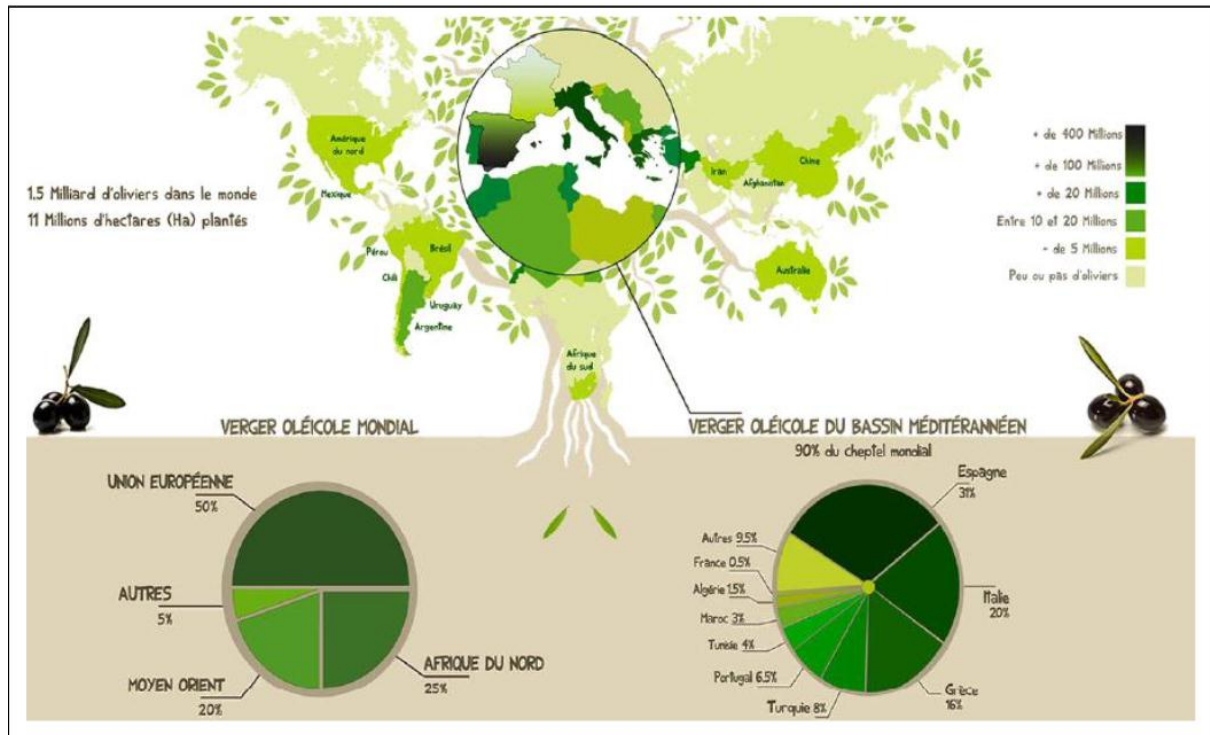 1.5 Milliard d'oliviers dans le monde
11 Millions d'hectares (Ha) plantés
Amérique
du nord
Mexique
Pérou
Brésil
Chili
Uruguay
Argentine
Afrique
du sud
Iran
Afghanistan
Chine
Australie
+ de 400 Millions
+ de 100 Millions
+ de 20 Millions
Entre 10 et 20 Millions
- de 5 Millions
Peu ou pas d'oliviers
VERGER OLÉICOLE MONDIAL
UNION EUROPÉENNE
50%
AUTRES
5%
MOYEN ORIENT
20%
AFRIQUE DU NORD
25%
VERGER OLÉICOLE DU BASSIN MÉDITÉRANNÉEN
90% du cheptel mondial
Espagne
31%
Italie
20%
Grèce
16%
Turquie 8%
Portugal 6.5%
Tunisie 4%
Maroc 3%
Algérie 1.5%
France 0.5%
Autres 9.5%